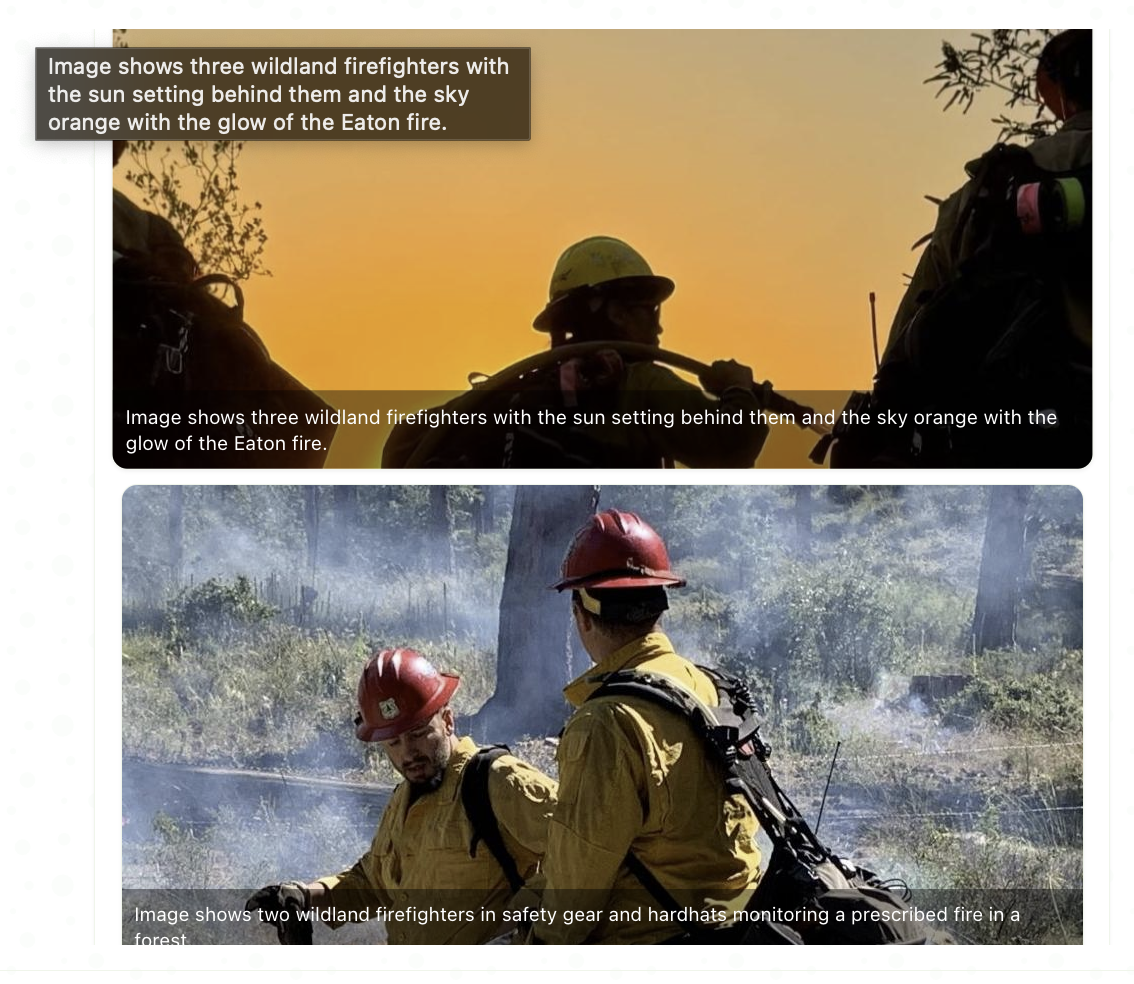 Image shows three wildland firefighters with
the sun setting behind them and the sky
orange with the glow of the Eaton fire.
Image shows three wildland firefighters with the sun setting behind them and the sky orange with the
glow of the Eaton fire.
Image shows two wildland firefighters in safety gear and hardhats monitoring a prescribed fire in a
forest